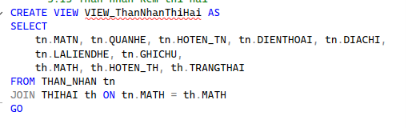 CREATE VIEW VIEW_ThanNhanThiHai AS
SELECT
tn.MATN, tn.QUANHE, tn.HOTEN_TN, tn.DIENTHOAI, tn.DIACHI,
tn.LALIENDHE, tn.GHICHU,
th.MATH, th.HOTEN_TH, th.TRANGTHAI
FROM THAN_NHAN tn
JOIN THIHAI th ON tn.MATH = th.MATH
GO